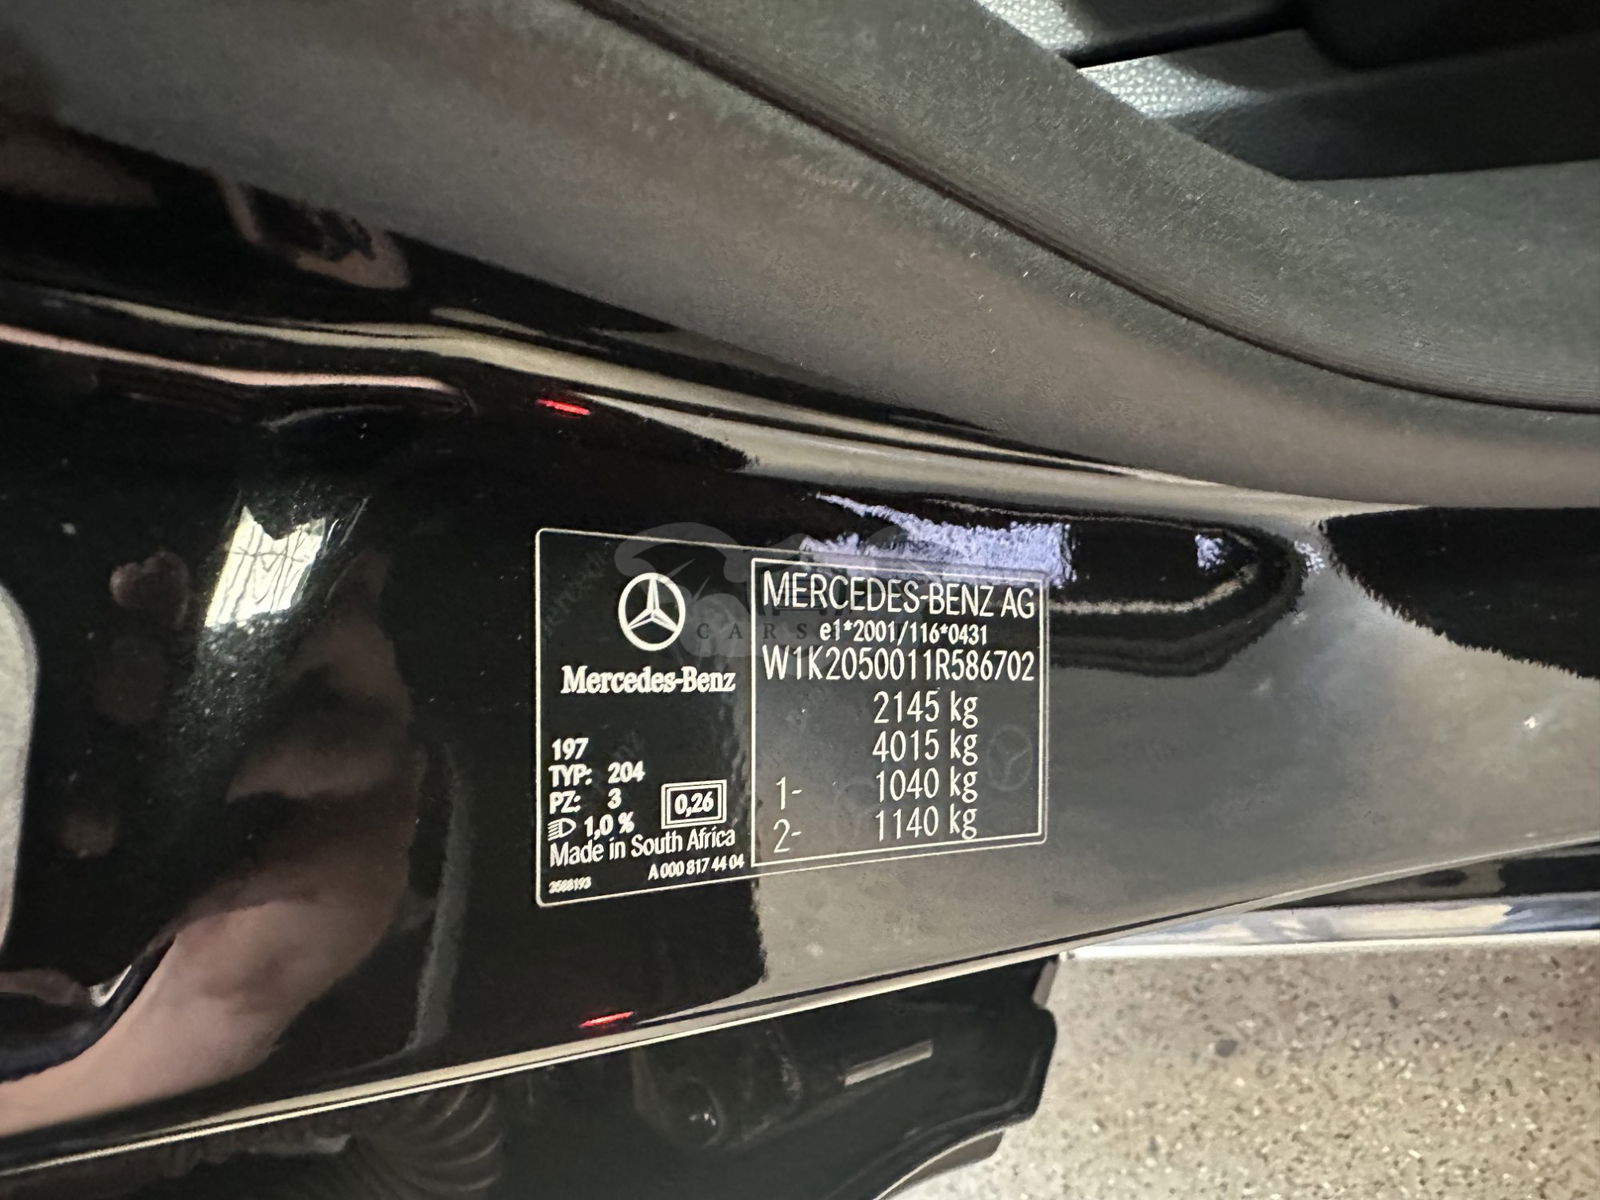 Mercedes-Benz
197
TYP: 204
PZ: 3
1,0 %
0,26
Made in South Africa
A 000 817 44 04
MERCEDES-BENZ AG
e1*2001/116*0431
W1K2050011R586702
2145 kg
4015 kg
1- 1040 kg
2- 1140 kg
CARS